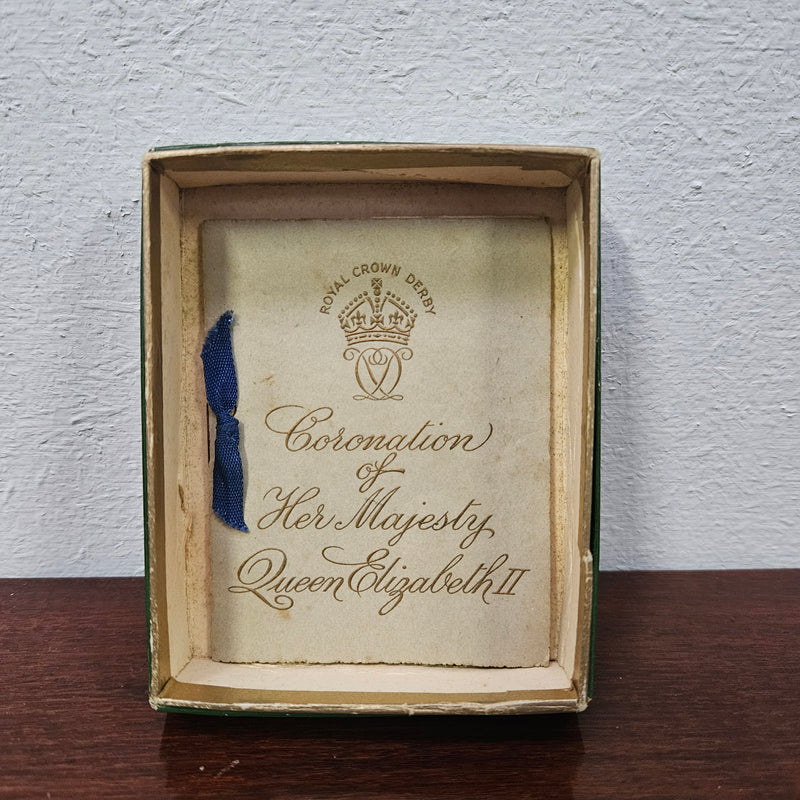 ROYAL CROWN DERBY
Coronation
of
Her Majesty
Queen Elizabeth II